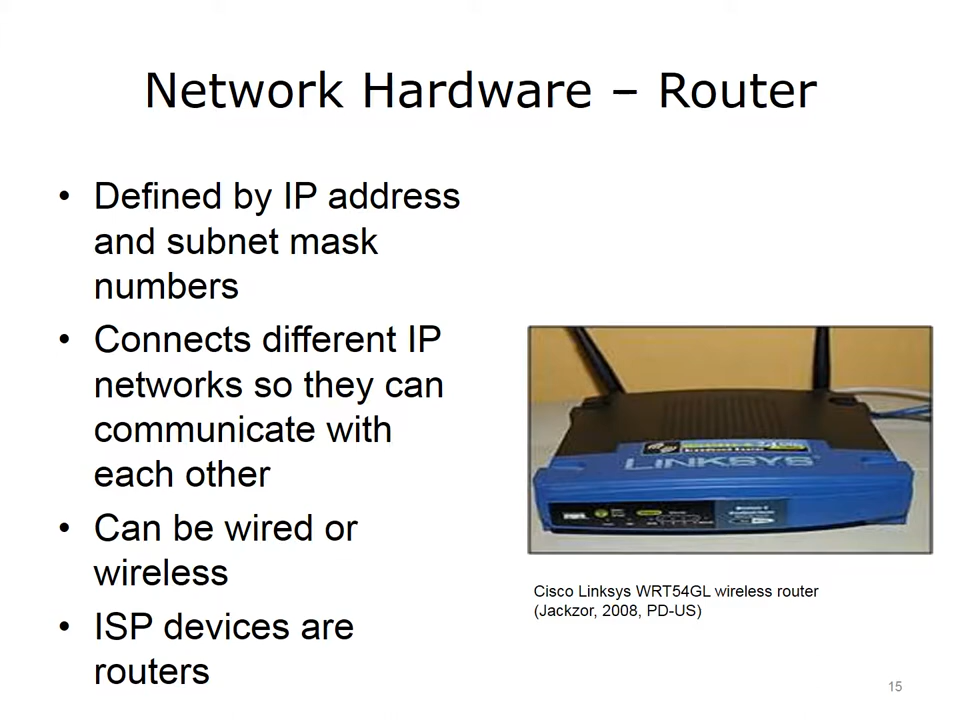 Network Hardware – Router
• Defined by IP address
and subnet mask
numbers
• Connects different IP
networks so they can
communicate with
each other
• Can be wired or
wireless
• ISP devices are
routers
LINKSYS
Cisco Linksys WRT54GL wireless router
(Jackzor, 2008, PD-US)
15